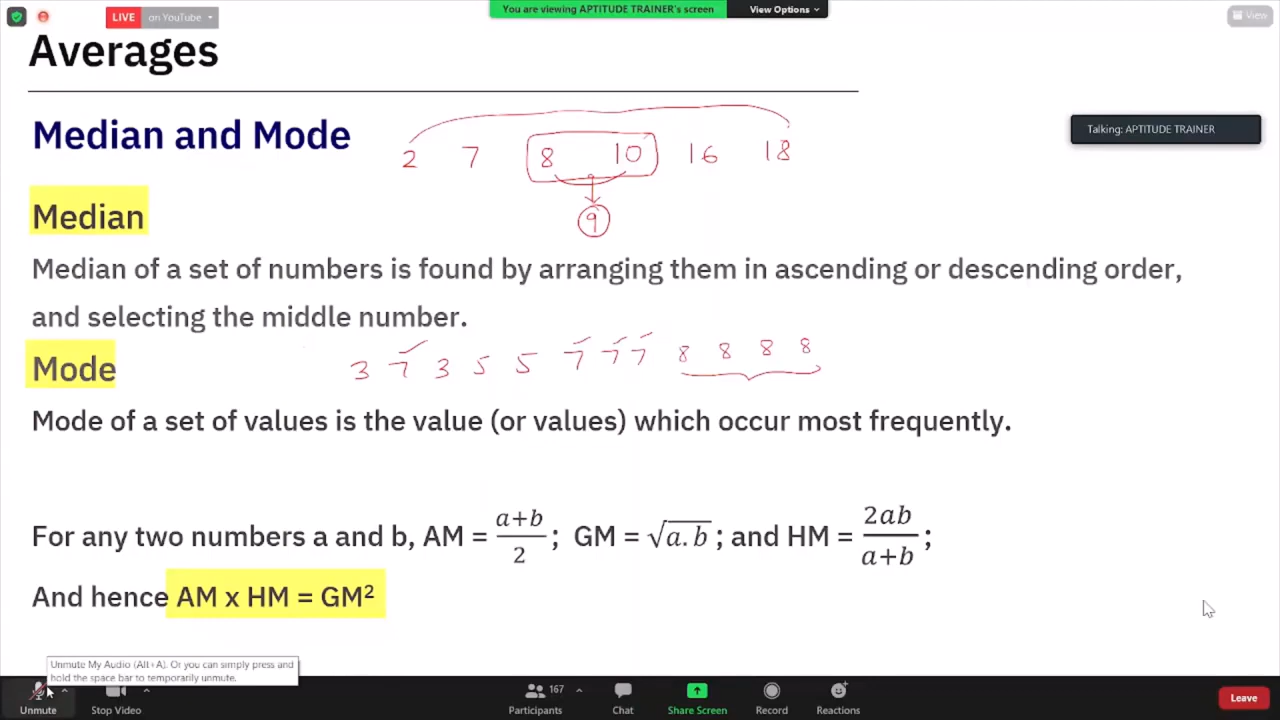 LIVE on YouTube
You are viewing APTITUDE TRAINER's screen View Options
View
Averages
Talking: APTITUDE TRAINER
Median and Mode
2 7 8 10 16 18
9
Median
Median of a set of numbers is found by arranging them in ascending or descending order,
and selecting the middle number.
3 7 3 5 5 7 7 7 8 8 8 8
Mode
Mode of a set of values is the value (or values) which occur most frequently.
For any two numbers a and b, AM = a+b/2 ; GM = √a.b ; and HM = 2ab/a+b ;
And hence AM x HM = GM²
Unmute My Audio (Alt+A). Or you can simply press and
hold the space bar to temporarily unmute.
167
Unmute Stop Video Participants Chat Share Screen Record Reactions Leave